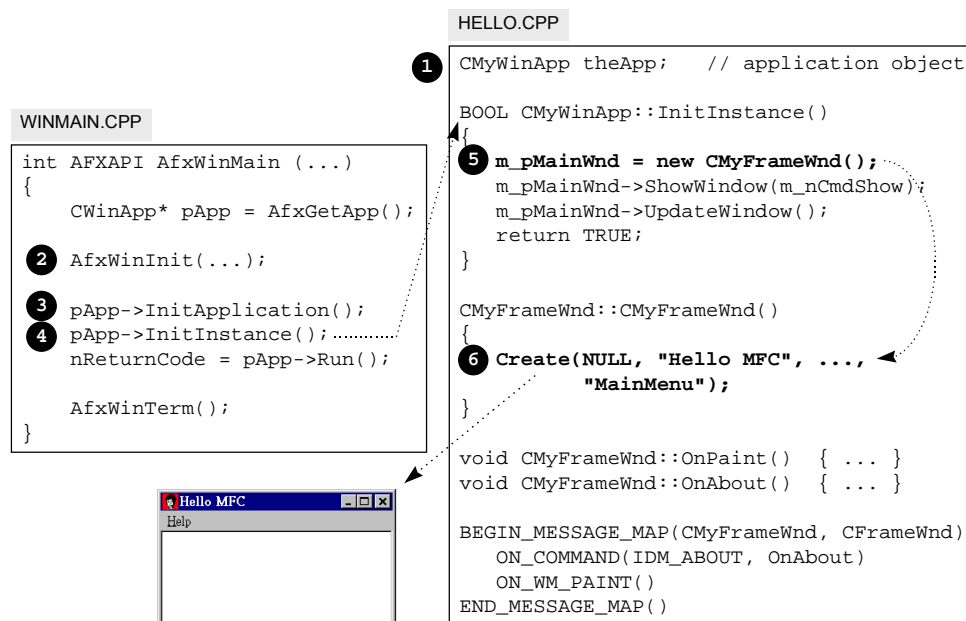 HELLO.CPP
1 CMyWinApp theApp;   // application object
BOOL CMyWinApp::InitInstance()
{
5 m_pMainWnd = new CMyFrameWnd();
m_pMainWnd->ShowWindow(m_nCmdShow);
m_pMainWnd->UpdateWindow();
return TRUE;
}
CMyFrameWnd::CMyFrameWnd()
{
6 Create(NULL, "Hello MFC", ...,
"MainMenu");
}
void CMyFrameWnd::OnPaint()  { ... }
void CMyFrameWnd::OnAbout()  { ... }
BEGIN_MESSAGE_MAP(CMyFrameWnd, CFrameWnd)
ON_COMMAND(IDM_ABOUT, OnAbout)
ON_WM_PAINT()
END_MESSAGE_MAP()
WINMAIN.CPP
int AFXAPI AfxWinMain (...)
{
CWinApp* pApp = AfxGetApp();
2 AfxWinInit(...);
3 pApp->InitApplication();
4 pApp->InitInstance();
nReturnCode = pApp->Run();
AfxWinTerm();
}
Hello MFC
Help